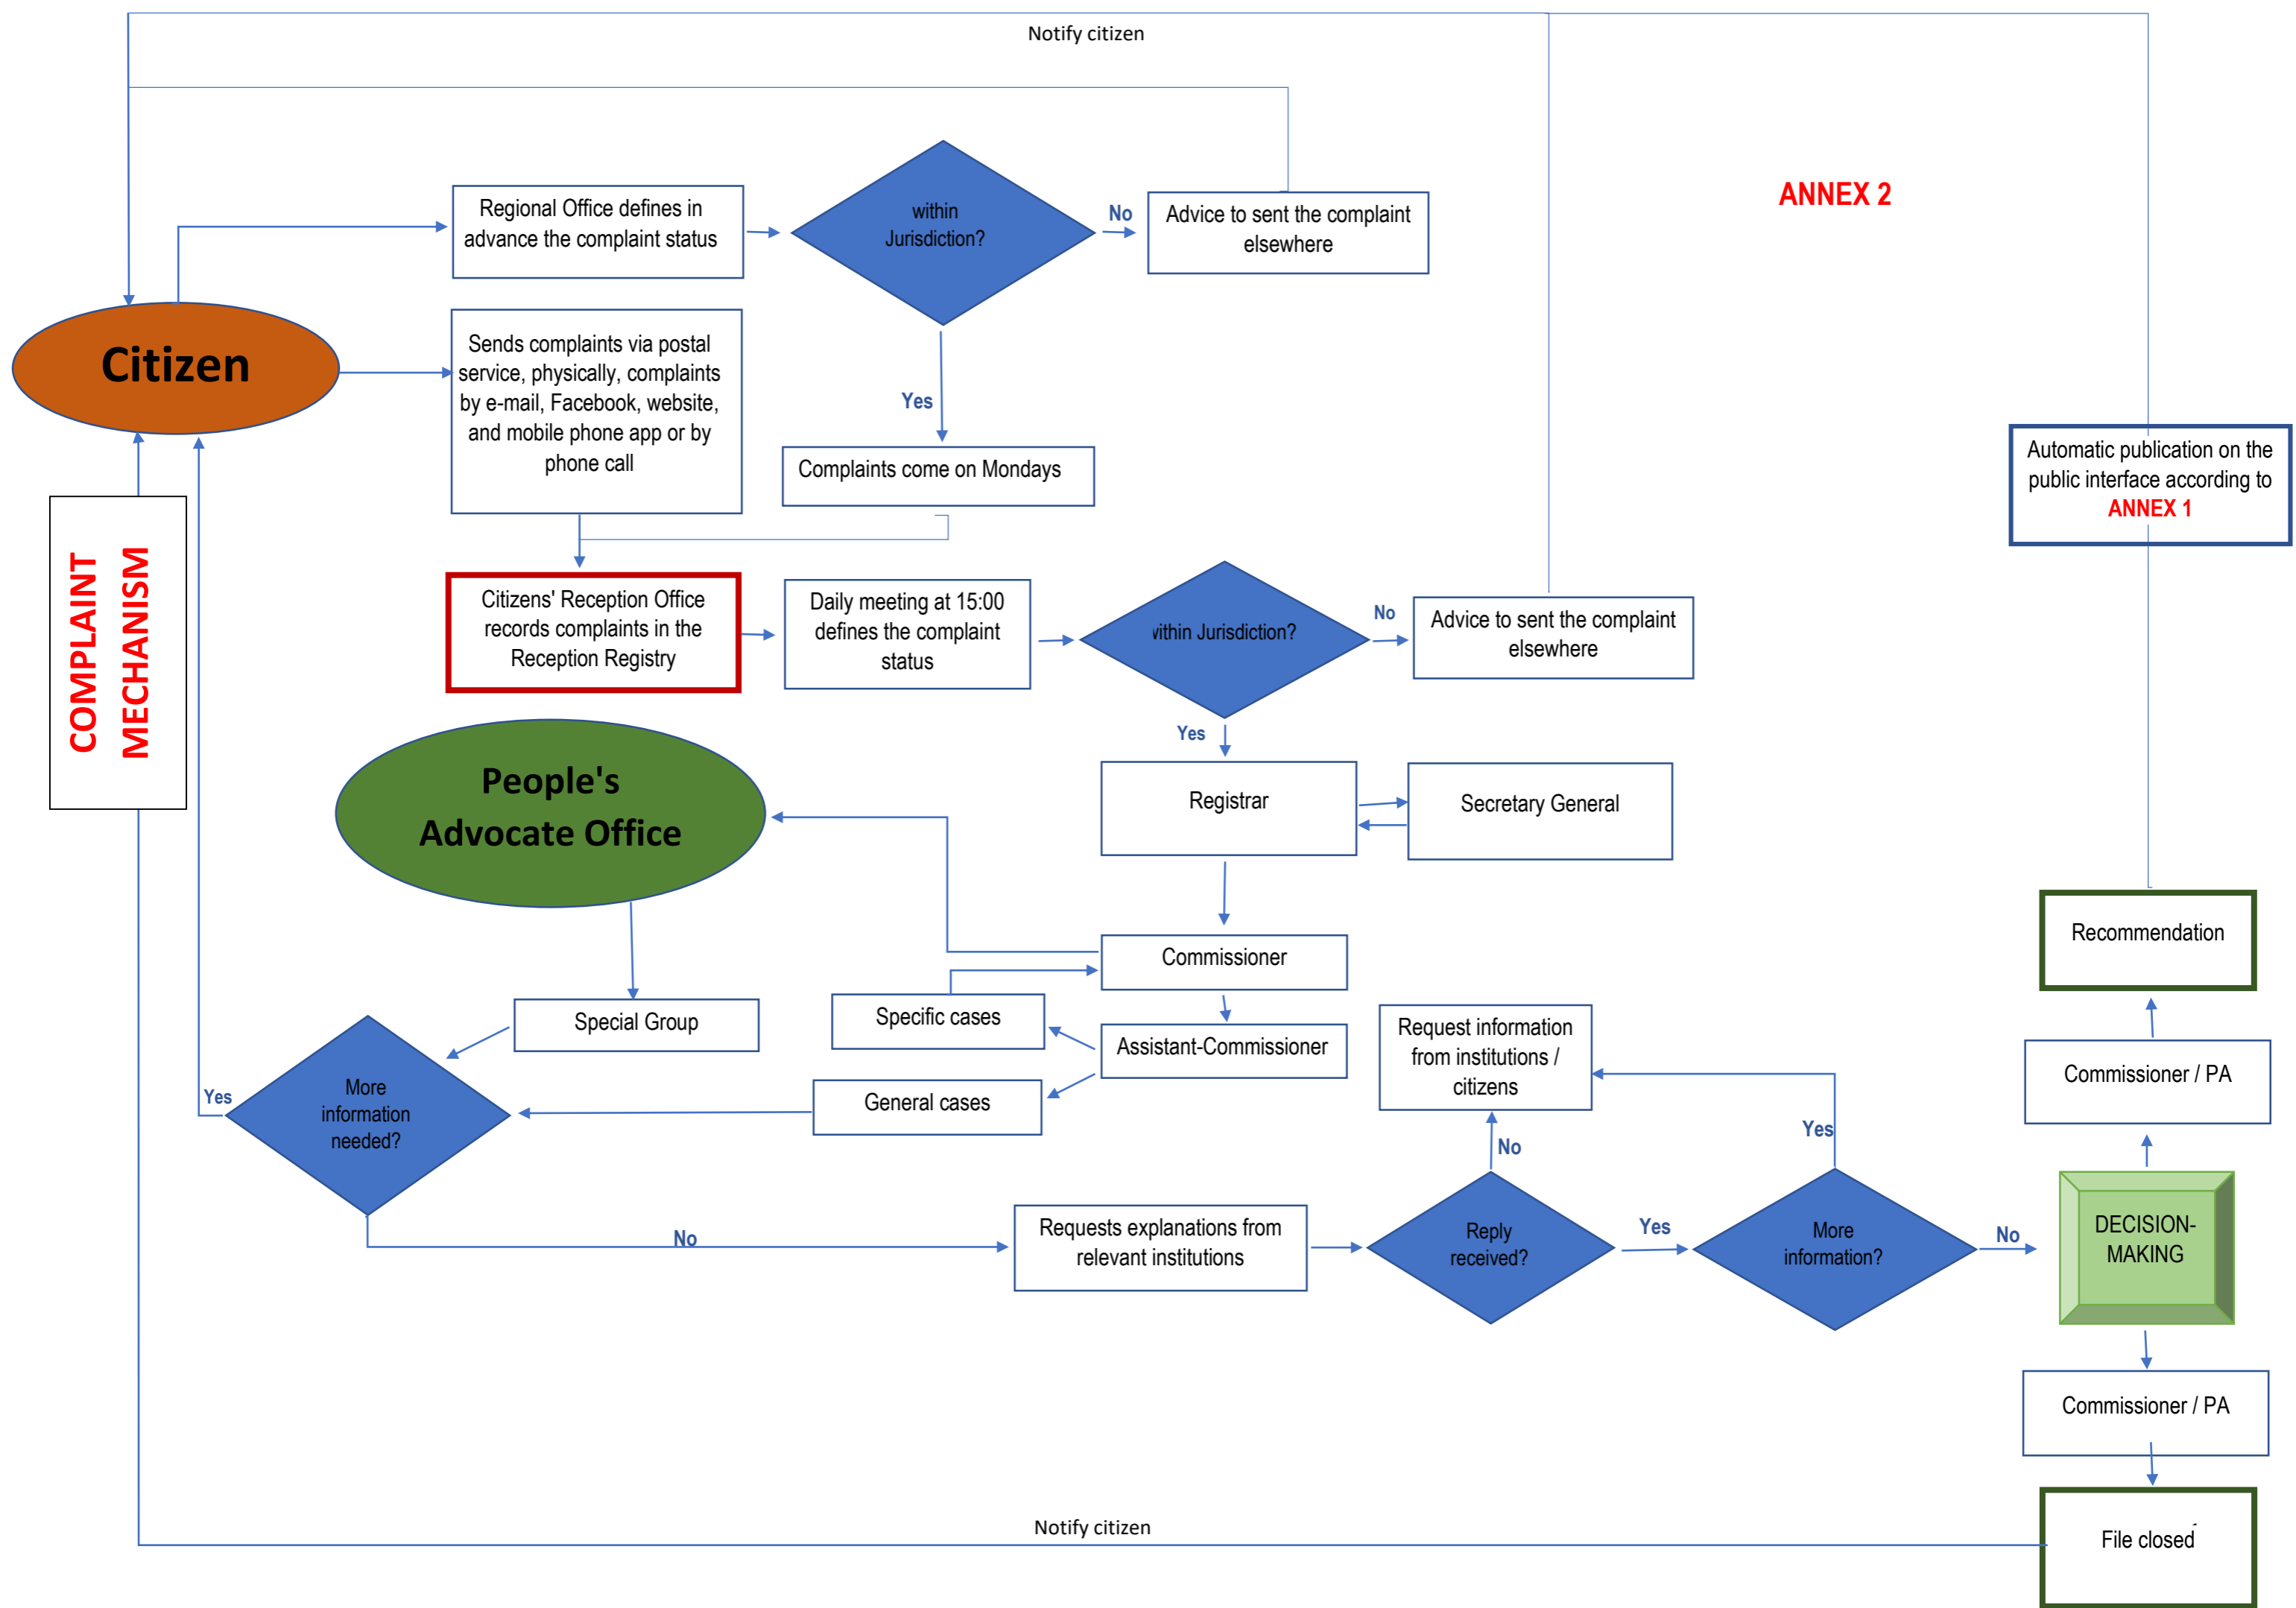 Notify citizen
ANNEX 2
Regional Office defines in
advance the complaint status
within
Jurisdiction?
No
Advice to sent the complaint
elsewhere
Citizen
Sends complaints via postal
service, physically, complaints
by e-mail, Facebook, website,
and mobile phone app or by
phone call
Yes
Complaints come on Mondays
Automatic publication on the
public interface according to
ANNEX 1
COMPLAINT
MECHANISM
Citizens' Reception Office
records complaints in the
Reception Registry
Daily meeting at 15:00
defines the complaint
status
within Jurisdiction?
No
Advice to sent the complaint
elsewhere
Yes
People's
Advocate Office
Registrar
Secretary General
Commissioner
Recommendation
Special Group
Specific cases
Assistant-Commissioner
Request information
from institutions /
citizens
Commissioner / PA
General cases
Yes
More
information
needed?
No
Yes
No
Requests explanations from
relevant institutions
Reply
received?
Yes
More
information?
No
DECISION-
MAKING
Commissioner / PA
Notify citizen
File closed